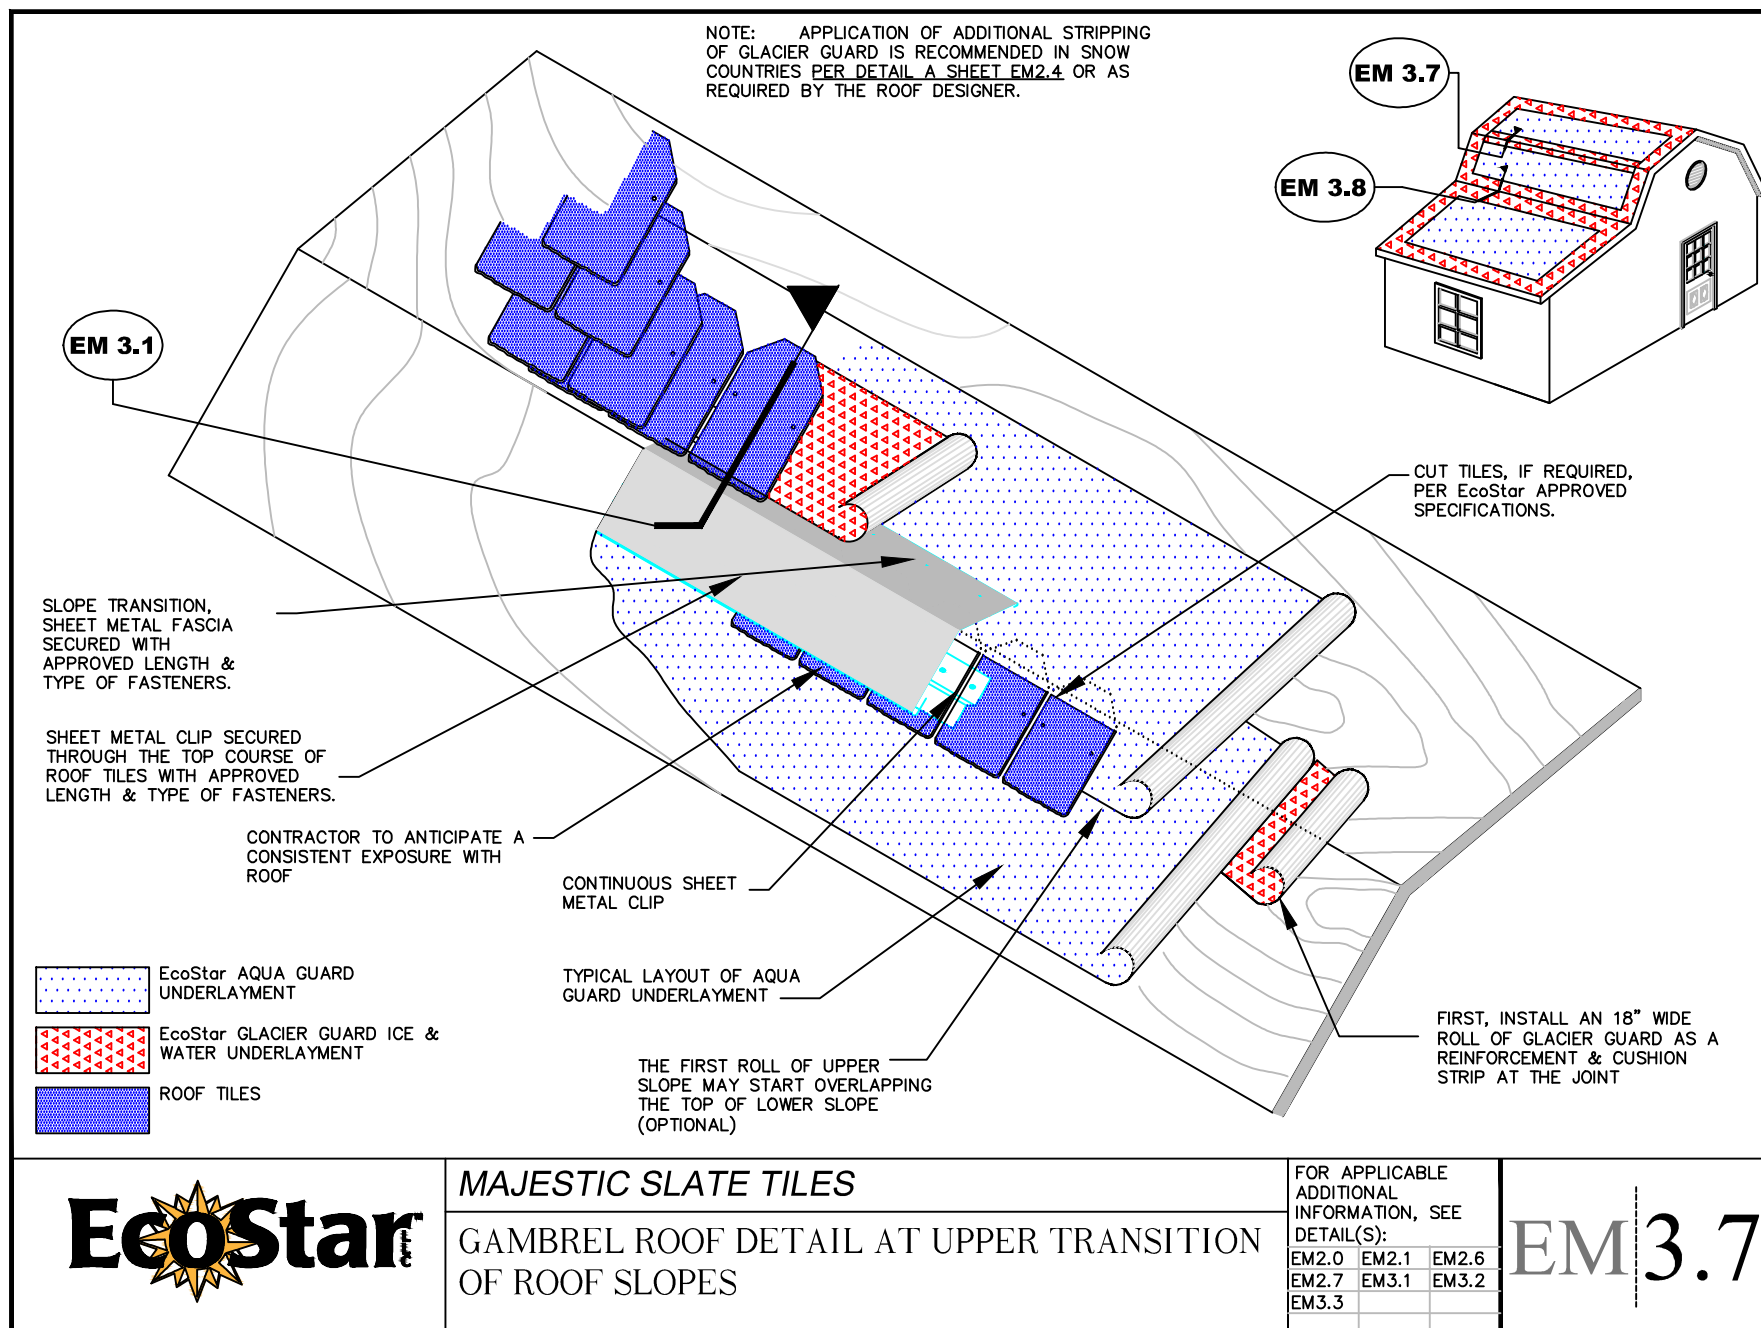 NOTE: APPLICATION OF ADDITIONAL STRIPPING
OF GLACIER GUARD IS RECOMMENDED IN SNOW
COUNTRIES PER DETAIL A SHEET EM2.4 OR AS
REQUIRED BY THE ROOF DESIGNER.
EM 3.7
EM 3.8
EM 3.1
CUT TILES, IF REQUIRED,
PER EcoStar APPROVED
SPECIFICATIONS.
SLOPE TRANSITION,
SHEET METAL FASCIA
SECURED WITH
APPROVED LENGTH &
TYPE OF FASTENERS.
SHEET METAL CLIP SECURED
THROUGH THE TOP COURSE OF
ROOF TILES WITH APPROVED
LENGTH & TYPE OF FASTENERS.
CONTRACTOR TO ANTICIPATE A
CONSISTENT EXPOSURE WITH
ROOF
CONTINUOUS SHEET
METAL CLIP
TYPICAL LAYOUT OF AQUA
GUARD UNDERLAYMENT
THE FIRST ROLL OF UPPER
SLOPE MAY START OVERLAPPING
THE TOP OF LOWER SLOPE
(OPTIONAL)
FIRST, INSTALL AN 18" WIDE
ROLL OF GLACIER GUARD AS A
REINFORCEMENT & CUSHION
STRIP AT THE JOINT
EcoStar AQUA GUARD
UNDERLAYMENT
EcoStar GLACIER GUARD ICE &
WATER UNDERLAYMENT
ROOF TILES
EcoStar
MAJESTIC SLATE TILES
GAMBREL ROOF DETAIL AT UPPER TRANSITION
OF ROOF SLOPES
FOR APPLICABLE
ADDITIONAL
INFORMATION, SEE
DETAIL(S):
EM2.0 EM2.1 EM2.6
EM2.7 EM3.1 EM3.2
EM3.3
EM 3.7